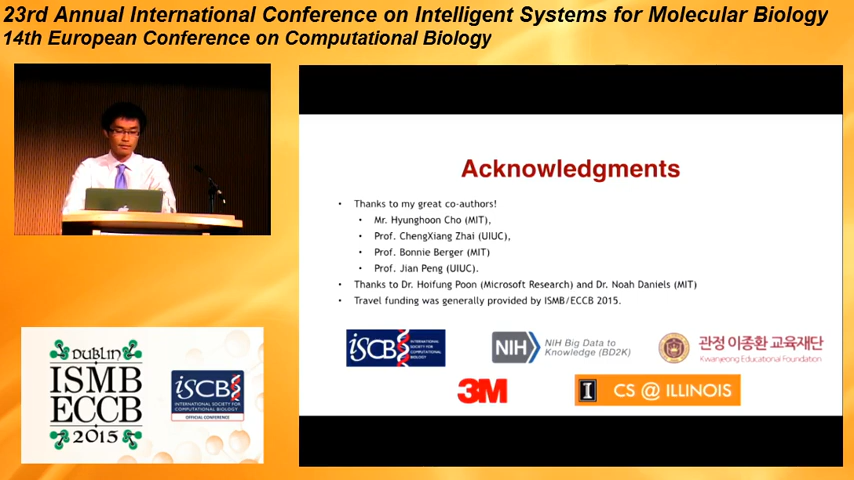 23rd Annual International Conference on Intelligent Systems for Molecular Biology
14th European Conference on Computational Biology
Acknowledgments
• Thanks to my great co-authors!
• Mr. Hyunghoon Cho (MIT),
• Prof. ChengXiang Zhai (UIUC),
• Prof. Bonnie Berger (MIT)
• Prof. Jian Peng (UIUC).
• Thanks to Dr. Hoifung Poon (Microsoft Research) and Dr. Noah Daniels (MIT)
• Travel funding was generally provided by ISMB/ECCB 2015.
iSCB
INTERNATIONAL
SOCIETY FOR
COMPUTATIONAL
BIOLOGY
NIH
NIH Big Data to
Knowledge (BD2K)
관정 이종환 교육재단
Kwanjeong Educational Foundation
3M
I
CS @ ILLINOIS
DUBLIN
ISMB
ECCB
2015
iSCB
INTERNATIONAL SOCIETY FOR
COMPUTATIONAL BIOLOGY
OFFICIAL CONFERENCE